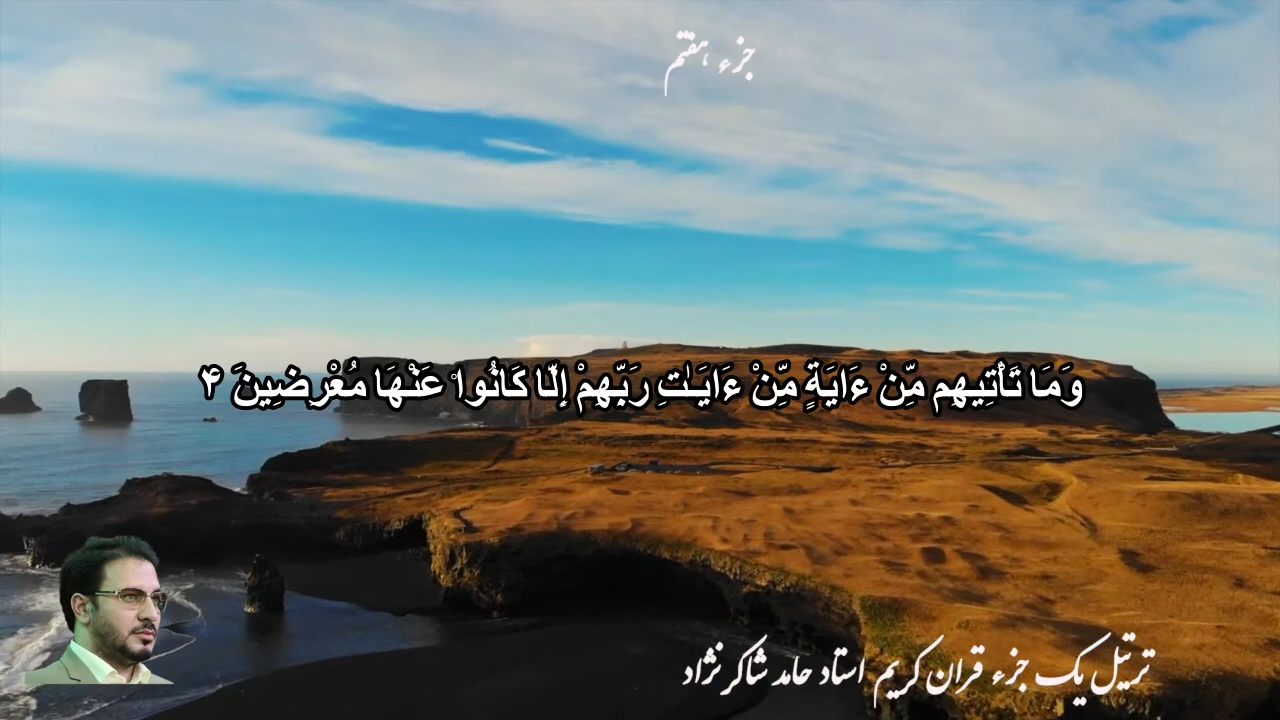 جزء هفتم
وَمَا تَأْتِيهِم مِّنْ ءَايَةٍ مِّنْ ءَايَـٰتِ رَبِّهِمْ إِلَّا كَانُوا۟ عَنْهَا مُعْرِضِينَ ۴
ترتیل یک جزء قران کریم استاد حامد شاکرنژاد